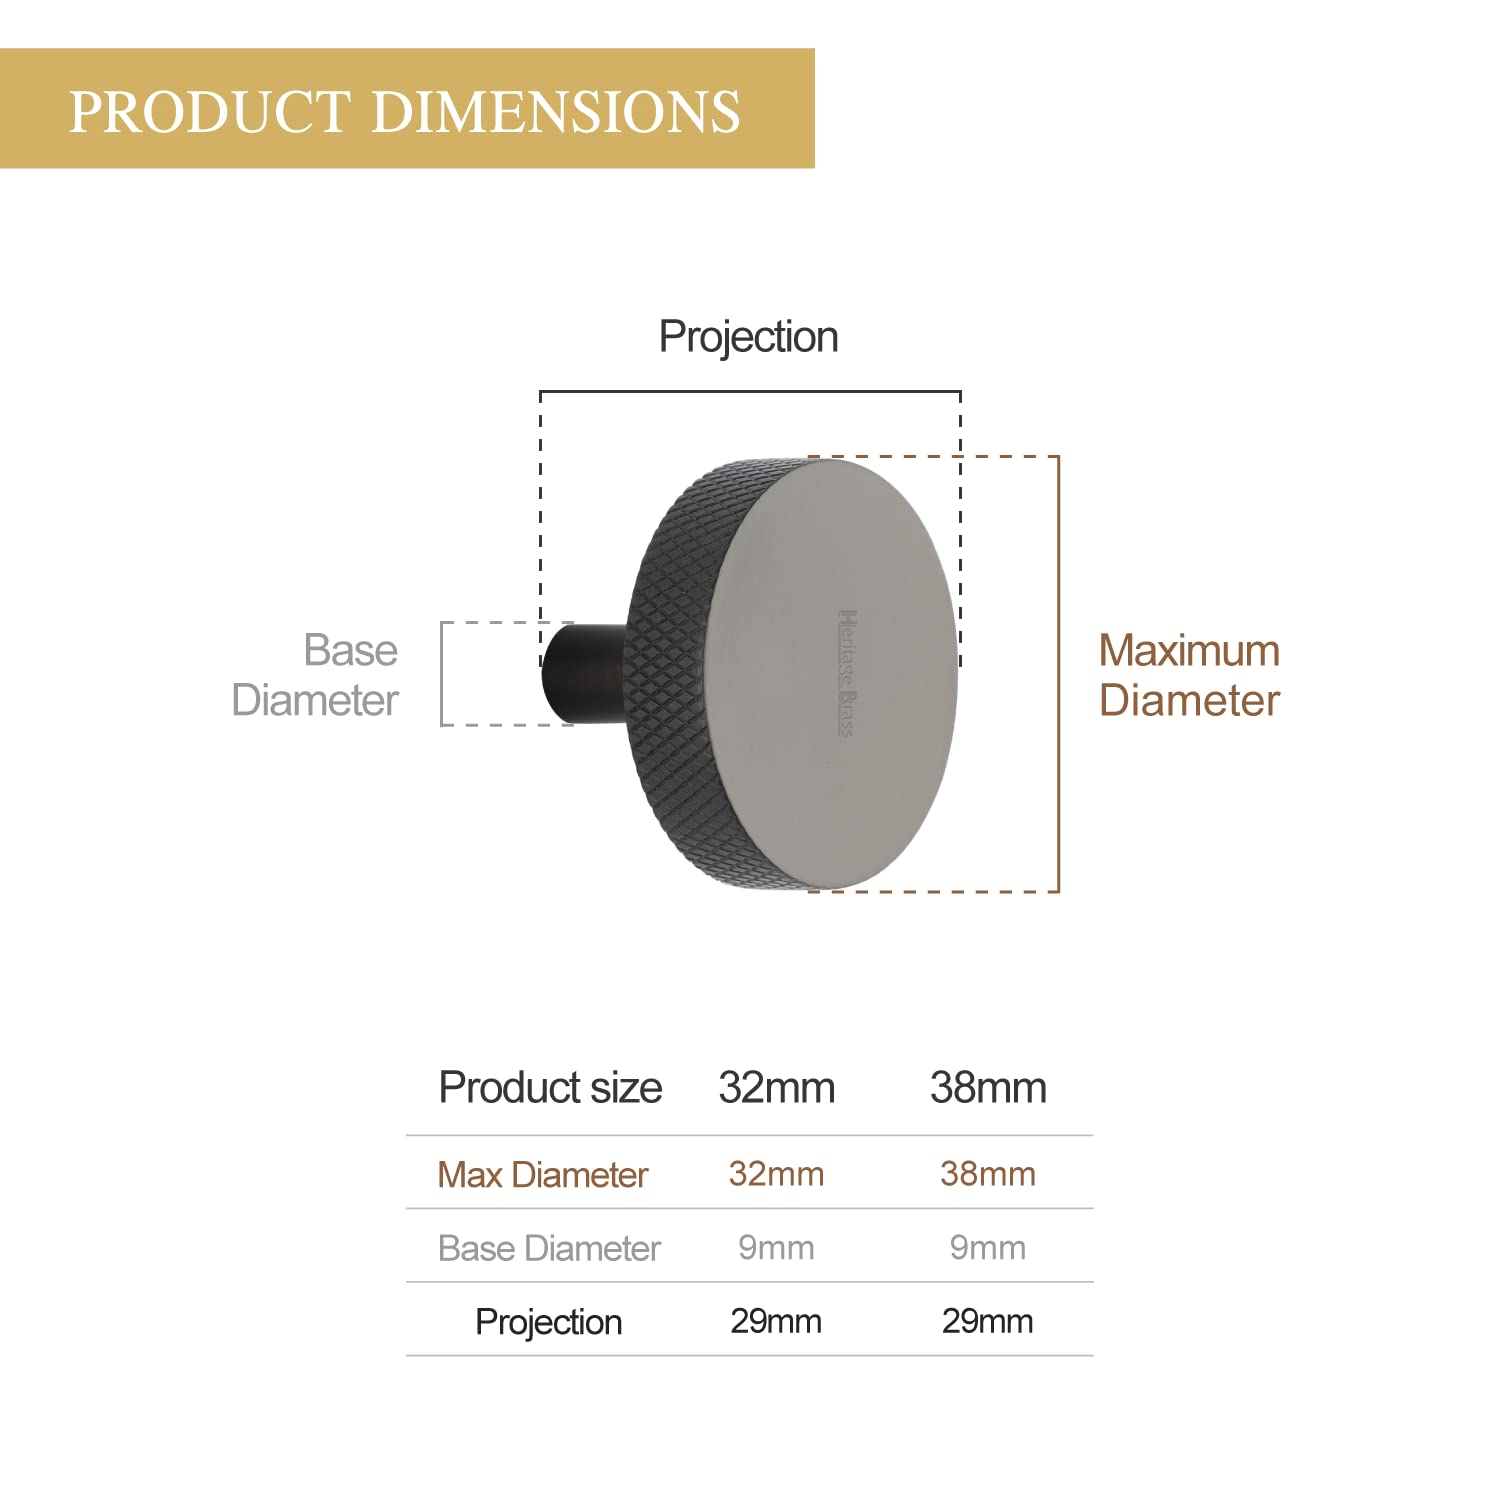 PRODUCT DIMENSIONS
Projection
Base
Diameter
Maximum
Diameter
Heritage Brass
Product size 32mm 38mm
Max Diameter 32mm 38mm
Base Diameter 9mm 9mm
Projection 29mm 29mm